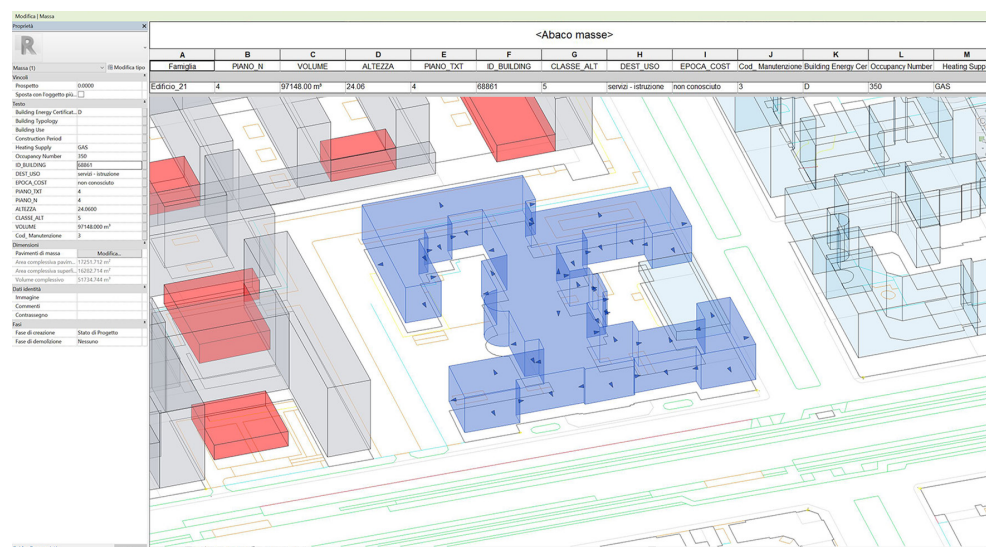 Modifica | Massa
Proprietà
R
Massa (1)
Modifica tipo
Vincoli
Prospetto 0.0000
Sposta con l'oggetto più...
Testo
Building Energy Certificat... D
Building Typology
Building Use
Construction Period
Heating Supply GAS
Occupancy Number 350
ID_BUILDING 68861
DEST_USO servizi - istruzione
EPOCA_COST non conosciuto
PIANO_TXT 4
PIANO_N 4
ALTEZZA 24.0600
CLASSE_ALT 5
VOLUME 97148.000 m³
Cod_ Manutenzione 3
Dimensioni
Pavimenti di massa Modifica...
Area complessiva pavim... 17251.712 m²
Area complessiva superfi... 16202.714 m²
Volume complessivo 51734.744 m³
Dati identità
Immagine
Commenti
Contrassegno
Fasi
Fase di creazione Stato di Progetto
Fase di demolizione Nessuno
<Abaco masse>
A B C D E F G H I J K L M
Famiglia PIANO_N VOLUME ALTEZZA PIANO_TXT ID_BUILDING CLASSE_ALT DEST_USO EPOCA_COST Cod_ Manutenzione Building Energy Cer Occupancy Number Heating Supp
Edificio_21 4 97148.00 m³ 24.06 4 68861 5 servizi - istruzione non conosciuto 3 D 350 GAS